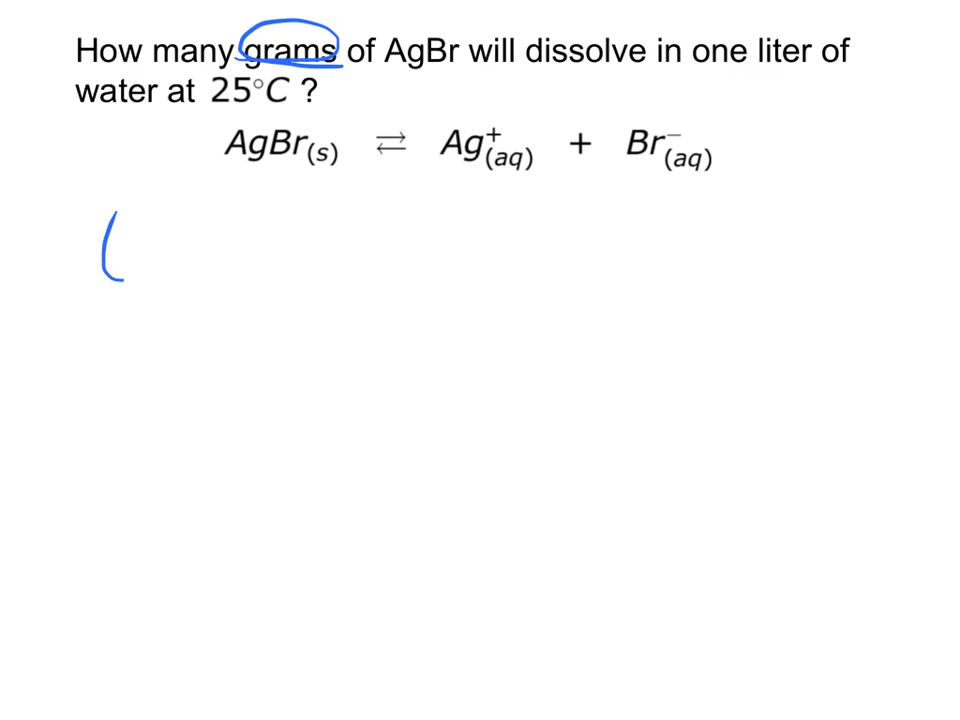 How many grams of AgBr will dissolve in one liter of
water at 25°C ?
AgBr(s) ⇄ Ag⁺(aq) + Br⁻(aq)
(